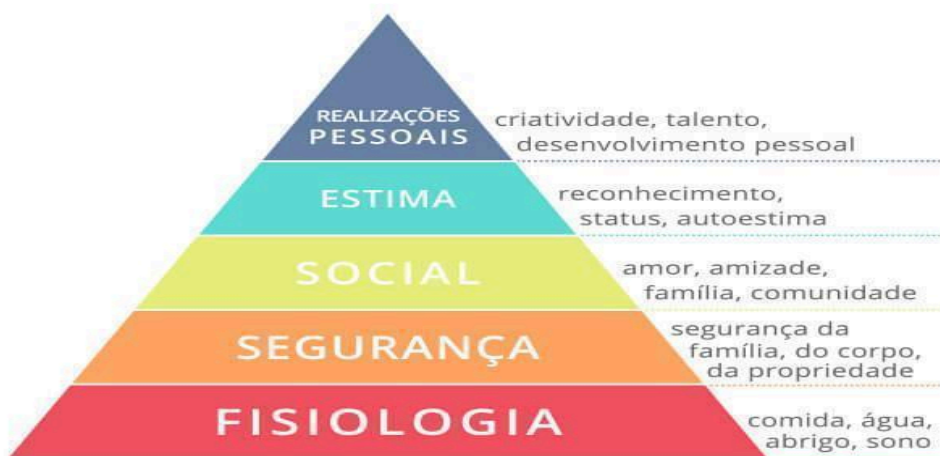 REALIZAÇÕES
PESSOAIS
criatividade, talento,
desenvolvimento pessoal
ESTIMA
reconhecimento,
status, autoestima
SOCIAL
amor, amizade,
família, comunidade
SEGURANÇA
segurança da
família, do corpo,
da propriedade
FISIOLOGIA
comida, água,
abrigo, sono